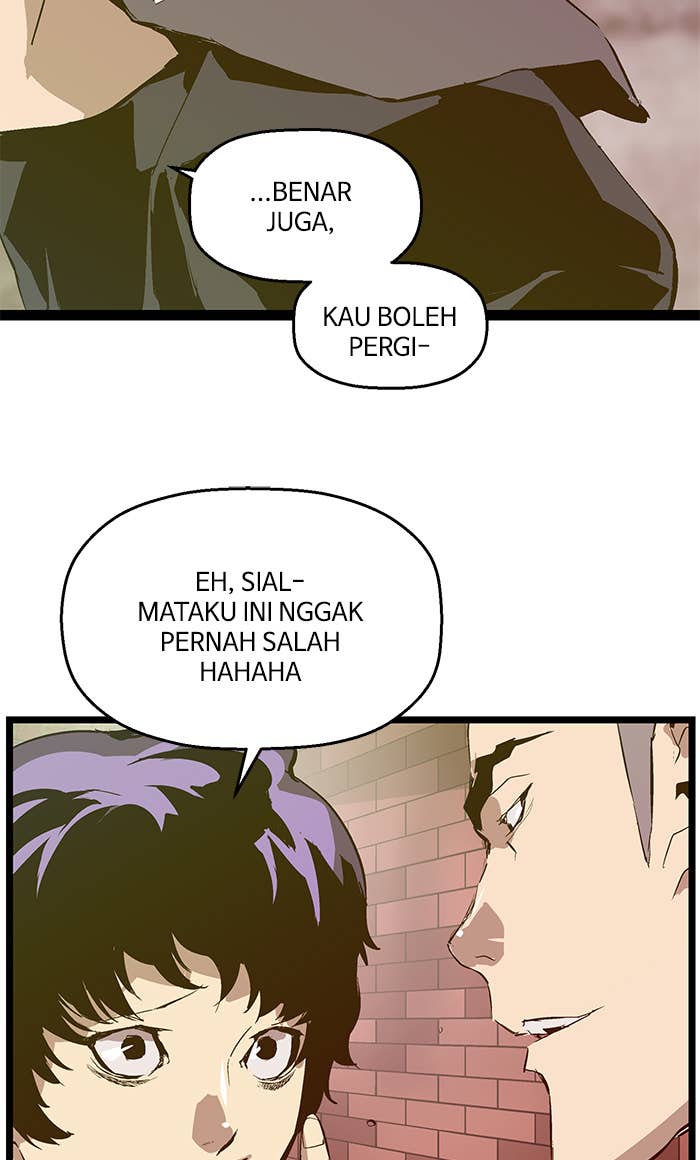 ...BENAR
JUGA,
KAU BOLEH
PERGI-
EH, SIAL-
MATAKU INI NGGAK
PERNAH SALAH
HAHAHA